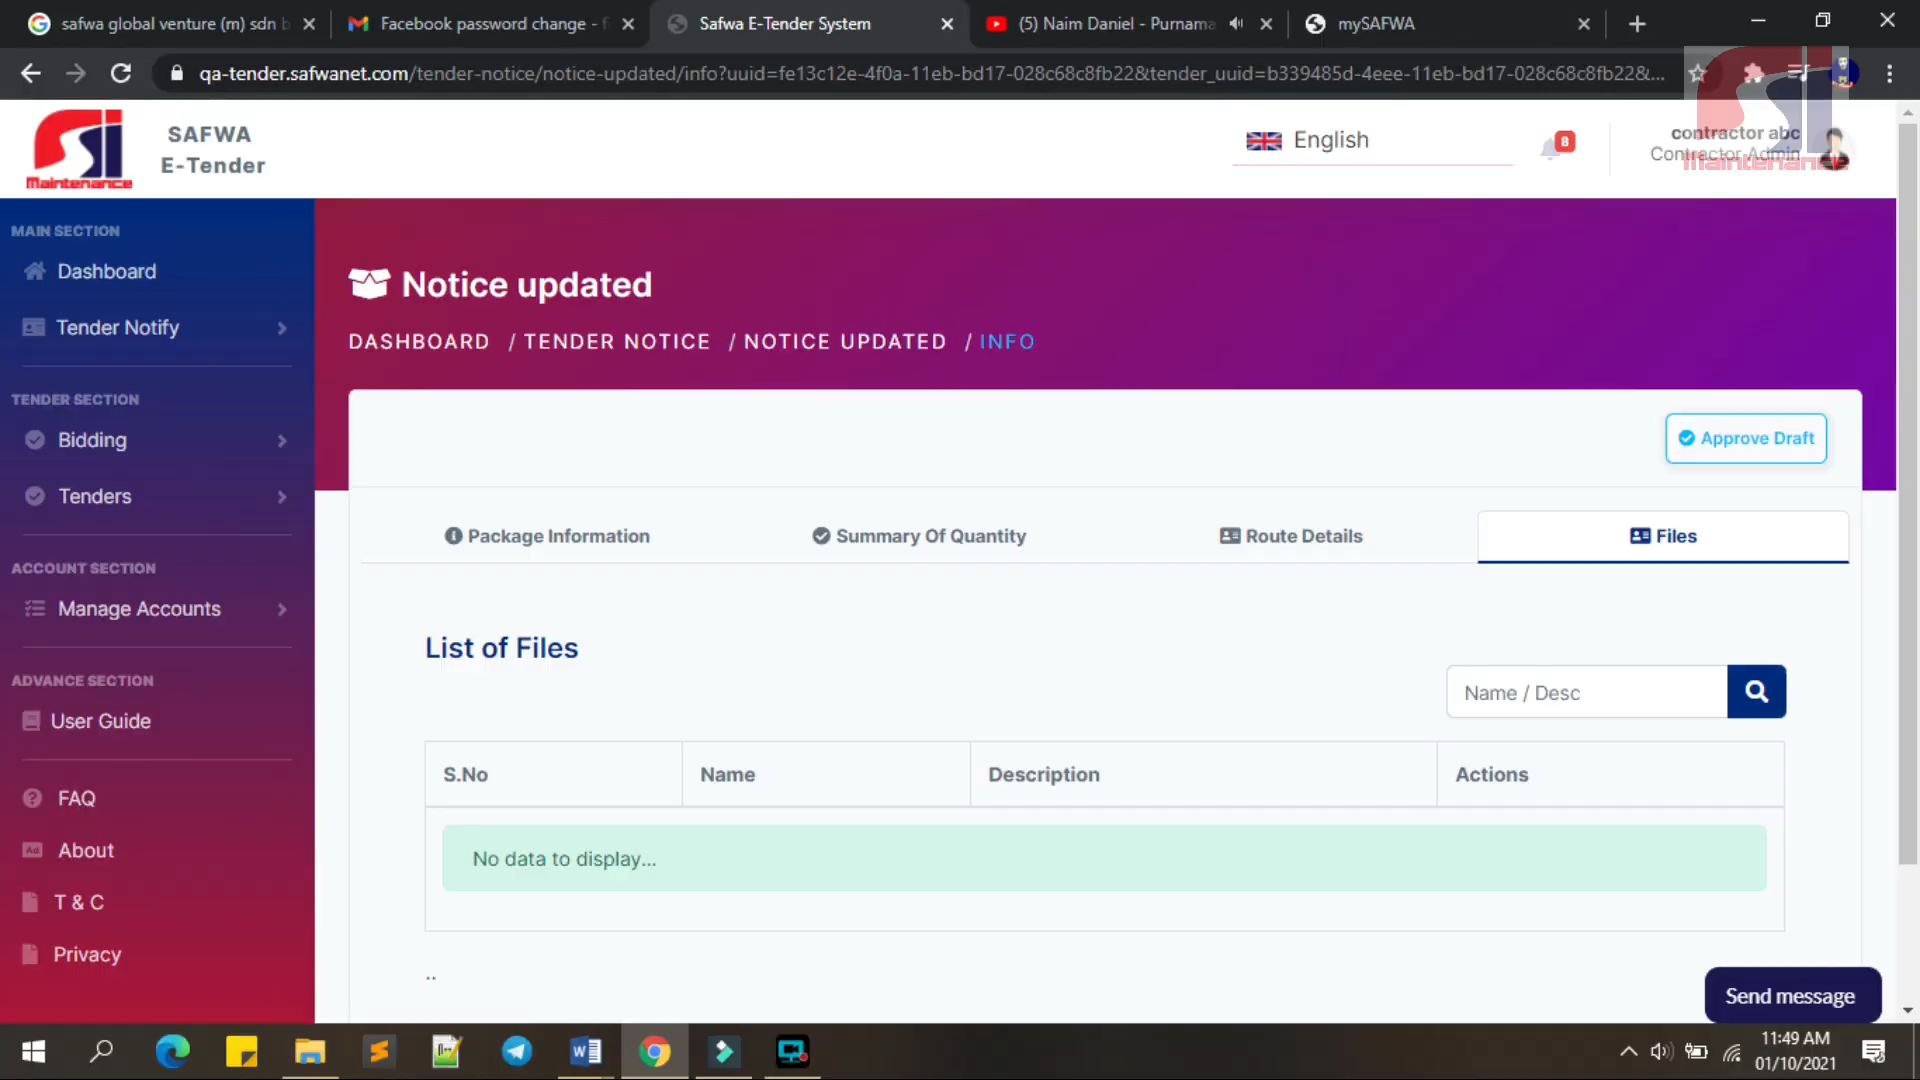 safwa global venture (m) sdn b
Facebook password change - f
Safwa E-Tender System
(5) Naim Daniel - Purnama
mySAFWA
qa-tender.safwanet.com/tender-notice/notice-updated/info?uuid=fe13c12e-4f0a-11eb-bd17-028c68c8fb22&tender_uuid=b339485d-4eee-11eb-bd17-028c68c8fb22&...
SI
Maintenance
SAFWA
E-Tender
English
8
contractor abc
Contractor Admin
SI
Maintenance
MAIN SECTION
Dashboard
Tender Notify
TENDER SECTION
Bidding
Tenders
ACCOUNT SECTION
Manage Accounts
ADVANCE SECTION
User Guide
FAQ
Ad About
T & C
Privacy
Notice updated
DASHBOARD / TENDER NOTICE / NOTICE UPDATED / INFO
Approve Draft
Package Information
Summary Of Quantity
Route Details
Files
List of Files
Name / Desc
S.No Name Description Actions
No data to display...
..
Send message
11:49 AM
01/10/2021